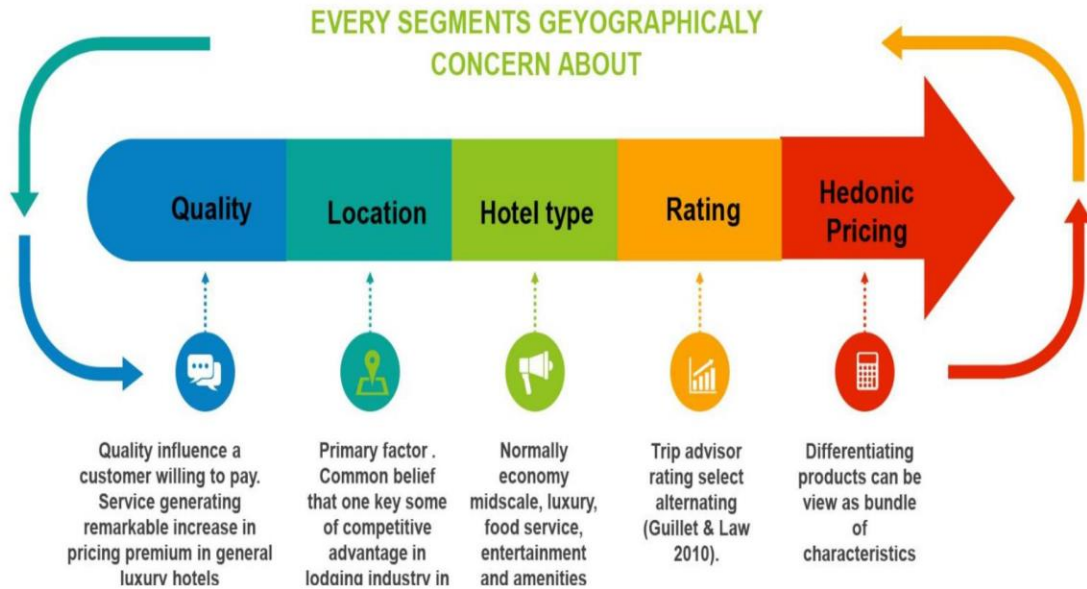 EVERY SEGMENTS GEYOGRAPHICALY
CONCERN ABOUT
Quality
Location
Hotel type
Rating
Hedonic
Pricing
Quality influence a
customer willing to pay.
Service generating
remarkable increase in
pricing premium in general
luxury hotels
Primary factor .
Common belief
that one key some
of competitive
advantage in
lodging industry in
Normally
economy
midscale, luxury,
food service,
entertainment
and amenities
Trip advisor
rating select
alternating
(Guillet & Law
2010).
Differentiating
products can be
view as bundle
of
characteristics